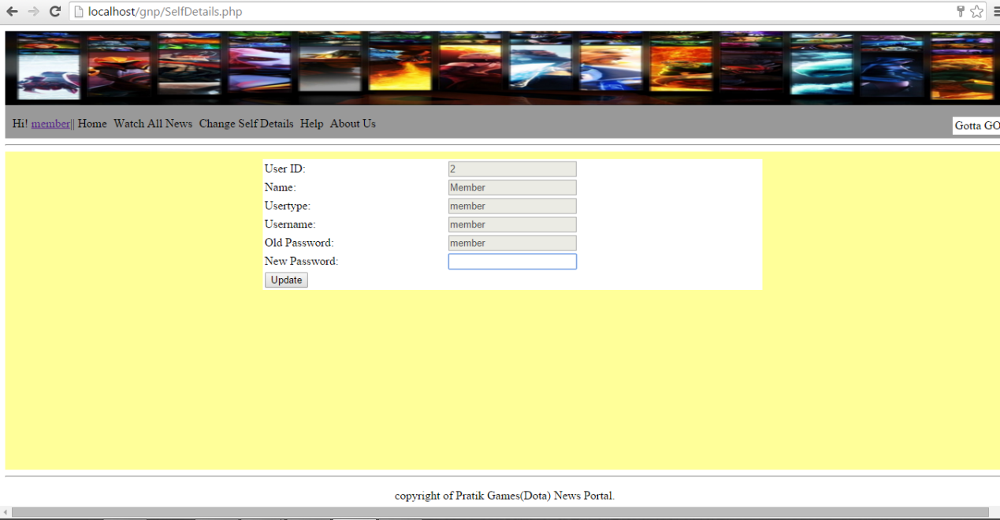 localhost/gnp/SelfDetails.php
Hi! member|| Home Watch All News Change Self Details Help About Us
Gotta GO
User ID: 2
Name: Member
Usertype: member
Username: member
Old Password: member
New Password:
Update
copyright of Pratik Games(Dota) News Portal.